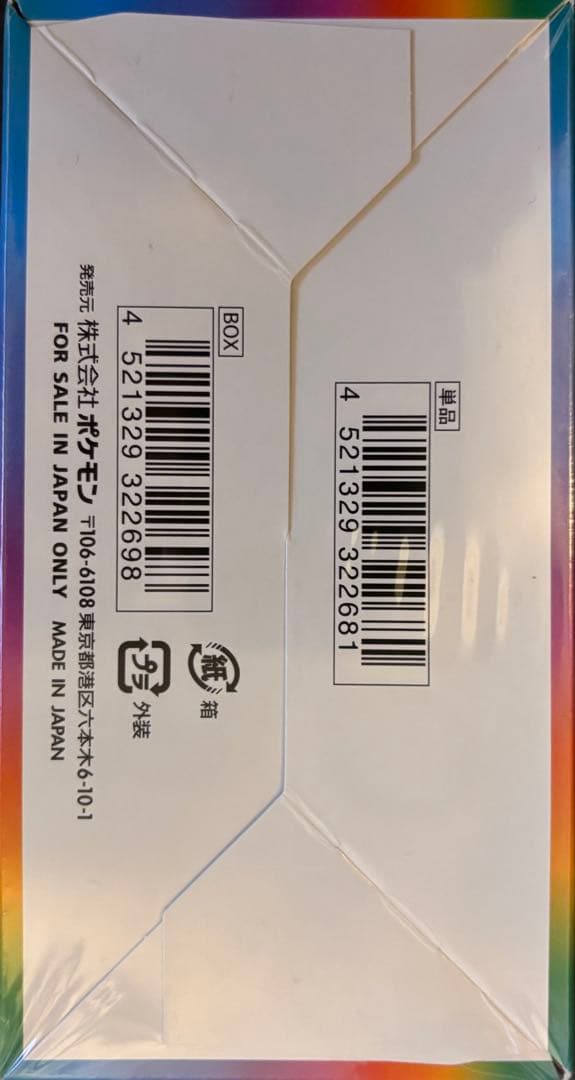 単品
4 521329 322681
BOX
4 521329 322698
紙
箱
プラ
外装
発売元 株式会社 ポケモン 〒106-6108 東京都港区六本木6-10-1
FOR SALE IN JAPAN ONLY MADE IN JAPAN